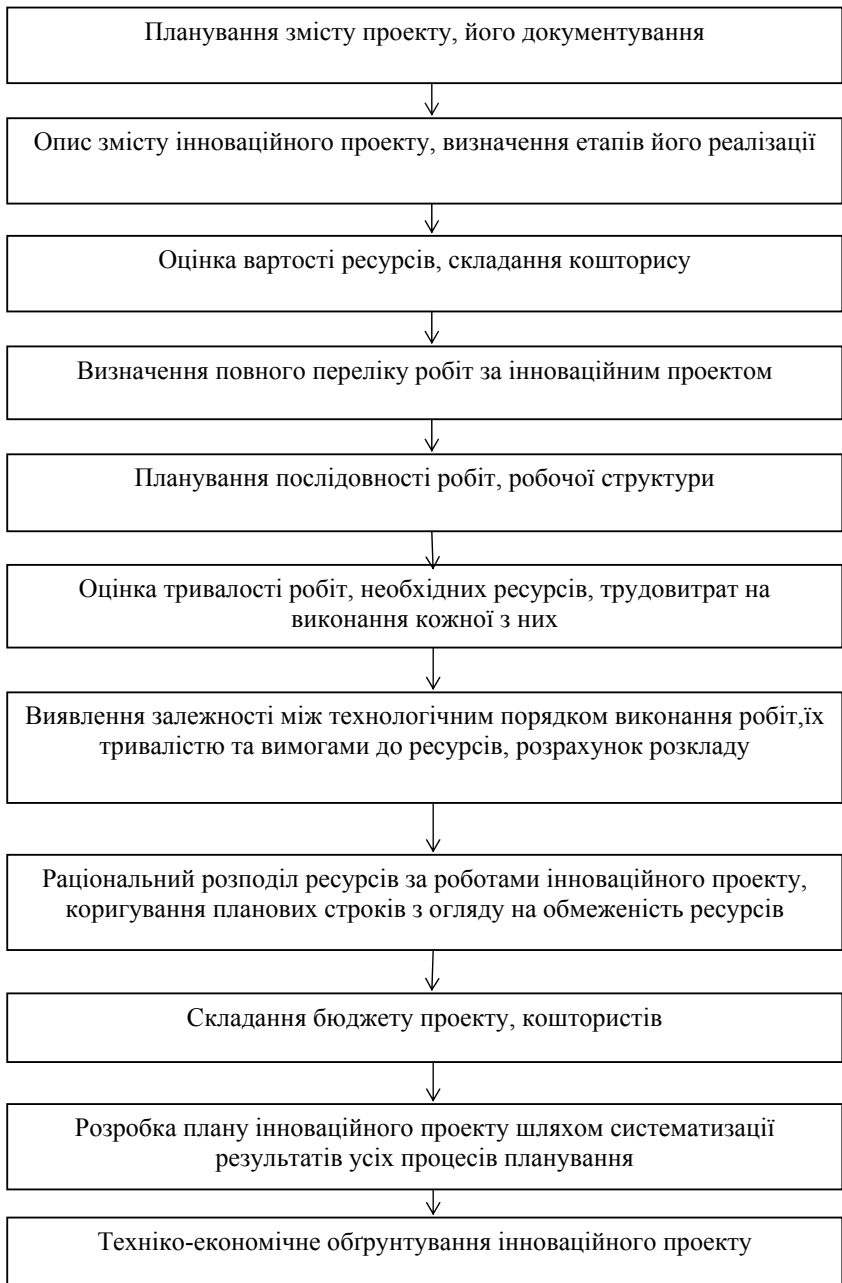 Планування змісту проекту, його документування
Опис змісту інноваційного проекту, визначення етапів його реалізації
Оцінка вартості ресурсів, складання кошторису
Визначення повного переліку робіт за інноваційним проектом
Планування послідовності робіт, робочої структури
Оцінка тривалості робіт, необхідних ресурсів, трудовитрат на
виконання кожної з них
Виявлення залежності між технологічним порядком виконання робіт,їх
тривалістю та вимогами до ресурсів, розрахунок розкладу
Раціональний розподіл ресурсів за роботами інноваційного проекту,
коригування планових строків з огляду на обмеженість ресурсів
Складання бюджету проекту, коштористів
Розробка плану інноваційного проекту шляхом систематизації
результатів усіх процесів планування
Техніко-економічне обґрунтування інноваційного проекту